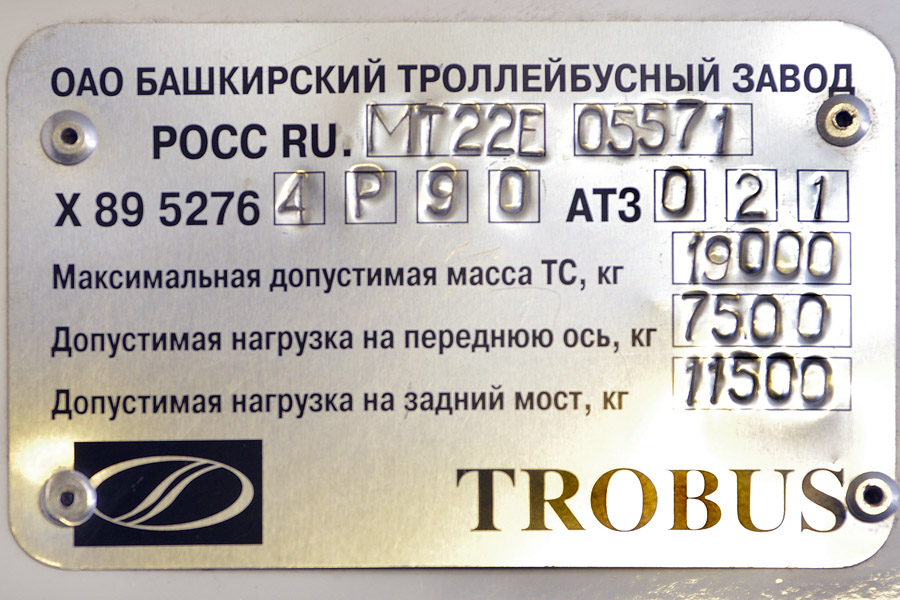 ОАО БАШКИРСКИЙ ТРОЛЛЕЙБУСНЫЙ ЗАВОД
РОСС RU. МТ22Е 05571
Х 89 5276 4 Р 9 0 АТЗ 0 2 1
Максимальная допустимая масса ТС, кг 19000
Допустимая нагрузка на переднюю ось, кг 7500
Допустимая нагрузка на задний мост, кг 11500
TROBUS